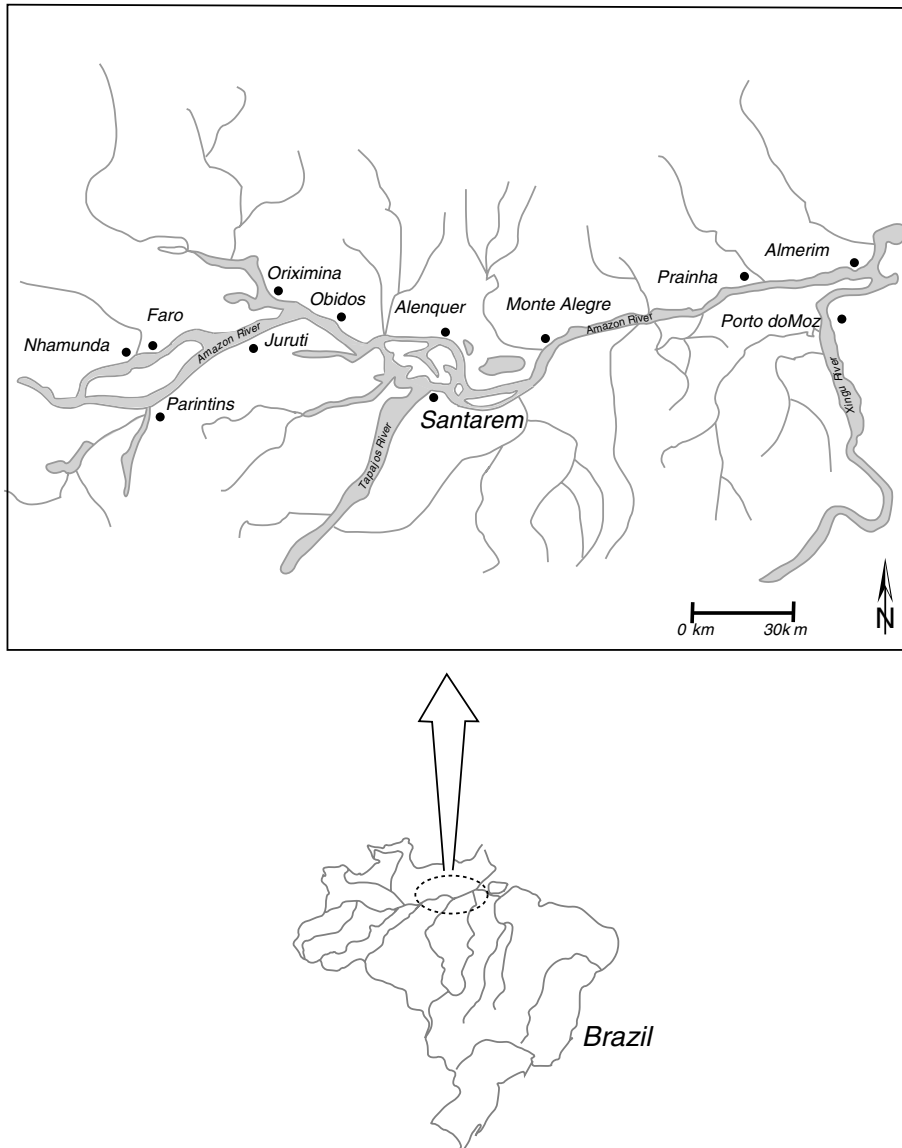 Oriximina
Almerim
Prainha
Obidos
Faro
Alenquer
Monte Alegre
Amazon River
Porto doMoz
Amazon River
Juruti
Nhamunda
Xingu River
Parintins
Santarem
Tapajos River
N
0 km 30k m
Brazil